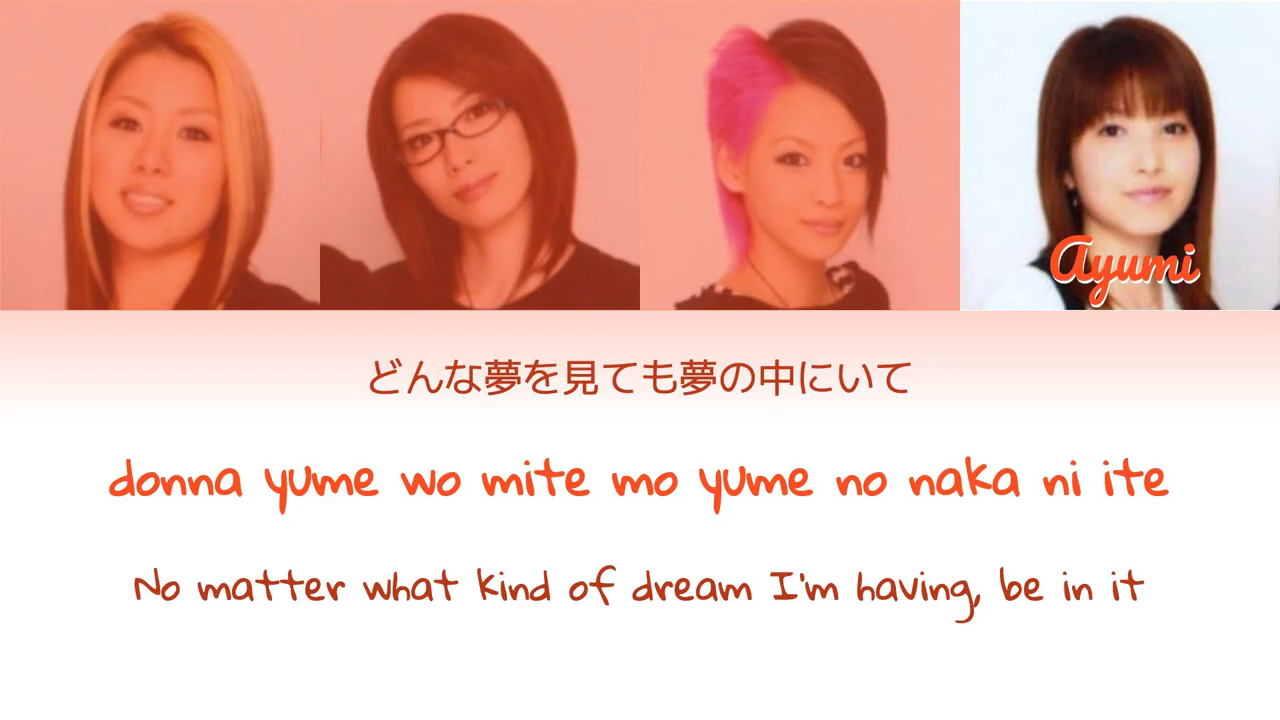 Ayumi
どんな夢を見ても夢の中にいて
donna yume wo mite mo yume no naka ni ite
No matter what kind of dream I'm having, be in it